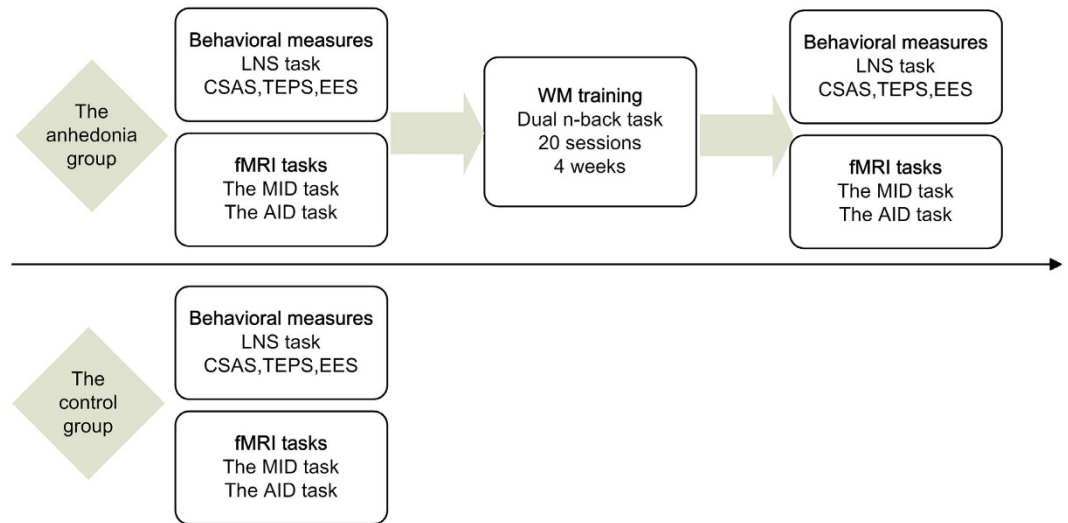 The
anhedonia
group
Behavioral measures
LNS task
CSAS,TEPS,EES
fMRI tasks
The MID task
The AID task
WM training
Dual n-back task
20 sessions
4 weeks
Behavioral measures
LNS task
CSAS,TEPS,EES
fMRI tasks
The MID task
The AID task
The
control
group
Behavioral measures
LNS task
CSAS,TEPS,EES
fMRI tasks
The MID task
The AID task